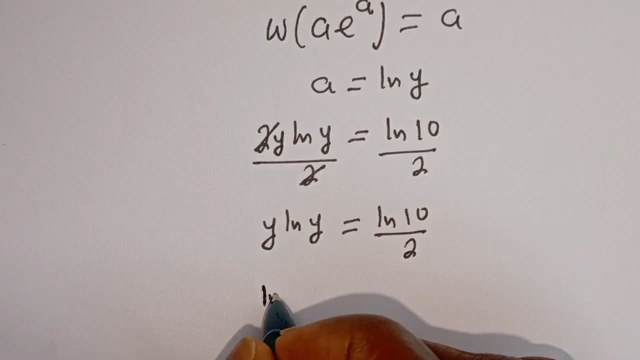 w(ae^a) = a
a = ln y
2y ln y / 2 = ln 10 / 2
y ln y = ln 10 / 2